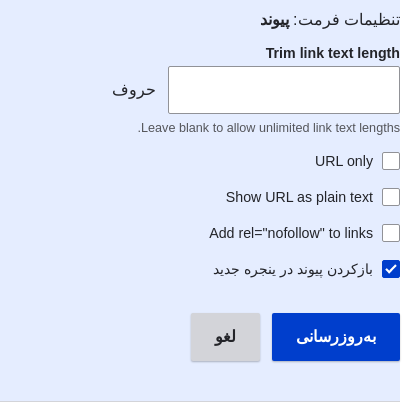 تنظیمات فرمت: پیوند
Trim link text length
حروف
Leave blank to allow unlimited link text lengths.
URL only
Show URL as plain text
Add rel="nofollow" to links
بازکردن پیوند در پنجره جدید
به‌روزرسانی
لغو